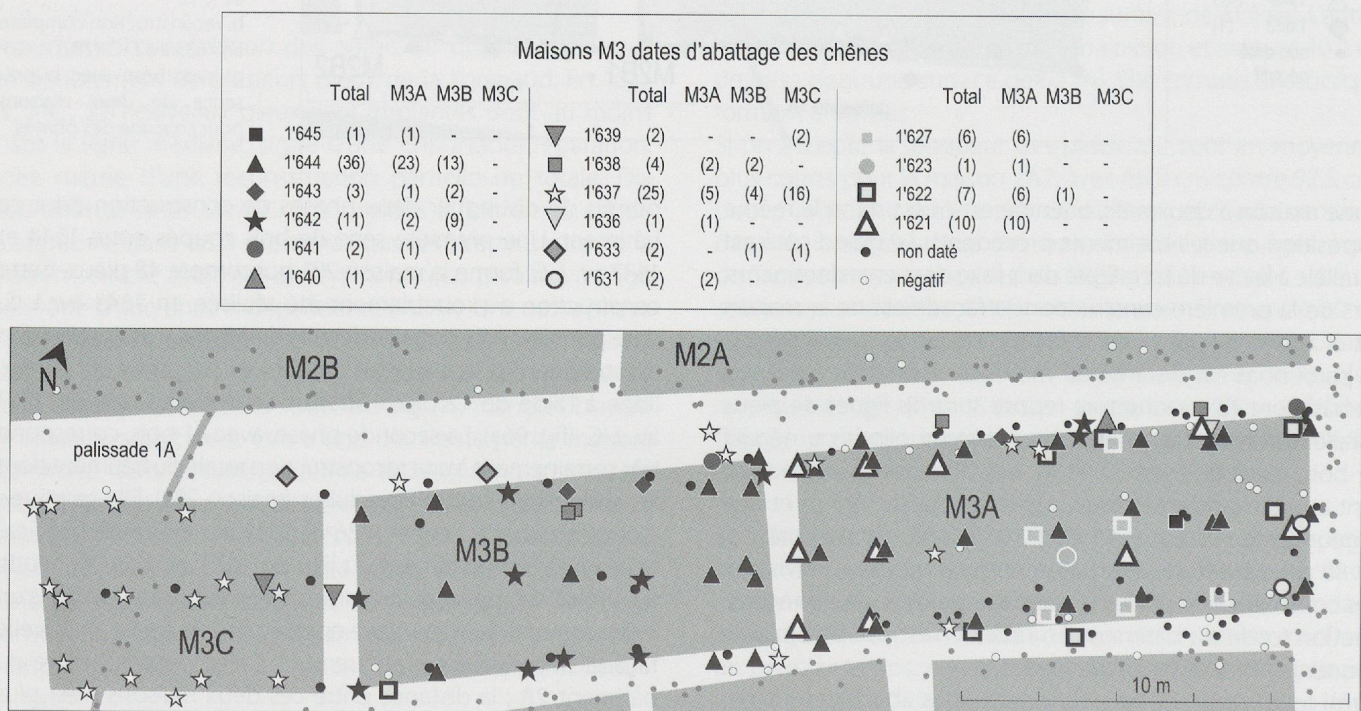 Maisons M3 dates d'abattage des chênes
Total M3A M3B M3C Total M3A M3B M3C Total M3A M3B M3C
1'645 (1) (1) - - 1'639 (2) - - (2) 1'627 (6) (6) - -
1'644 (36) (23) (13) - 1'638 (4) (2) (2) - 1'623 (1) (1) - -
1'643 (3) (1) (2) - 1'637 (25) (5) (4) (16) 1'622 (7) (6) (1) -
1'642 (11) (2) (9) - 1'636 (1) (1) - - 1'621 (10) (10) - -
1'641 (2) (1) (1) - 1'633 (2) - (1) (1) non daté
1'640 (1) (1) - - 1'631 (2) (2) - - négatif
N
M2B
M2A
palissade 1A
M3A
M3B
M3C
10 m